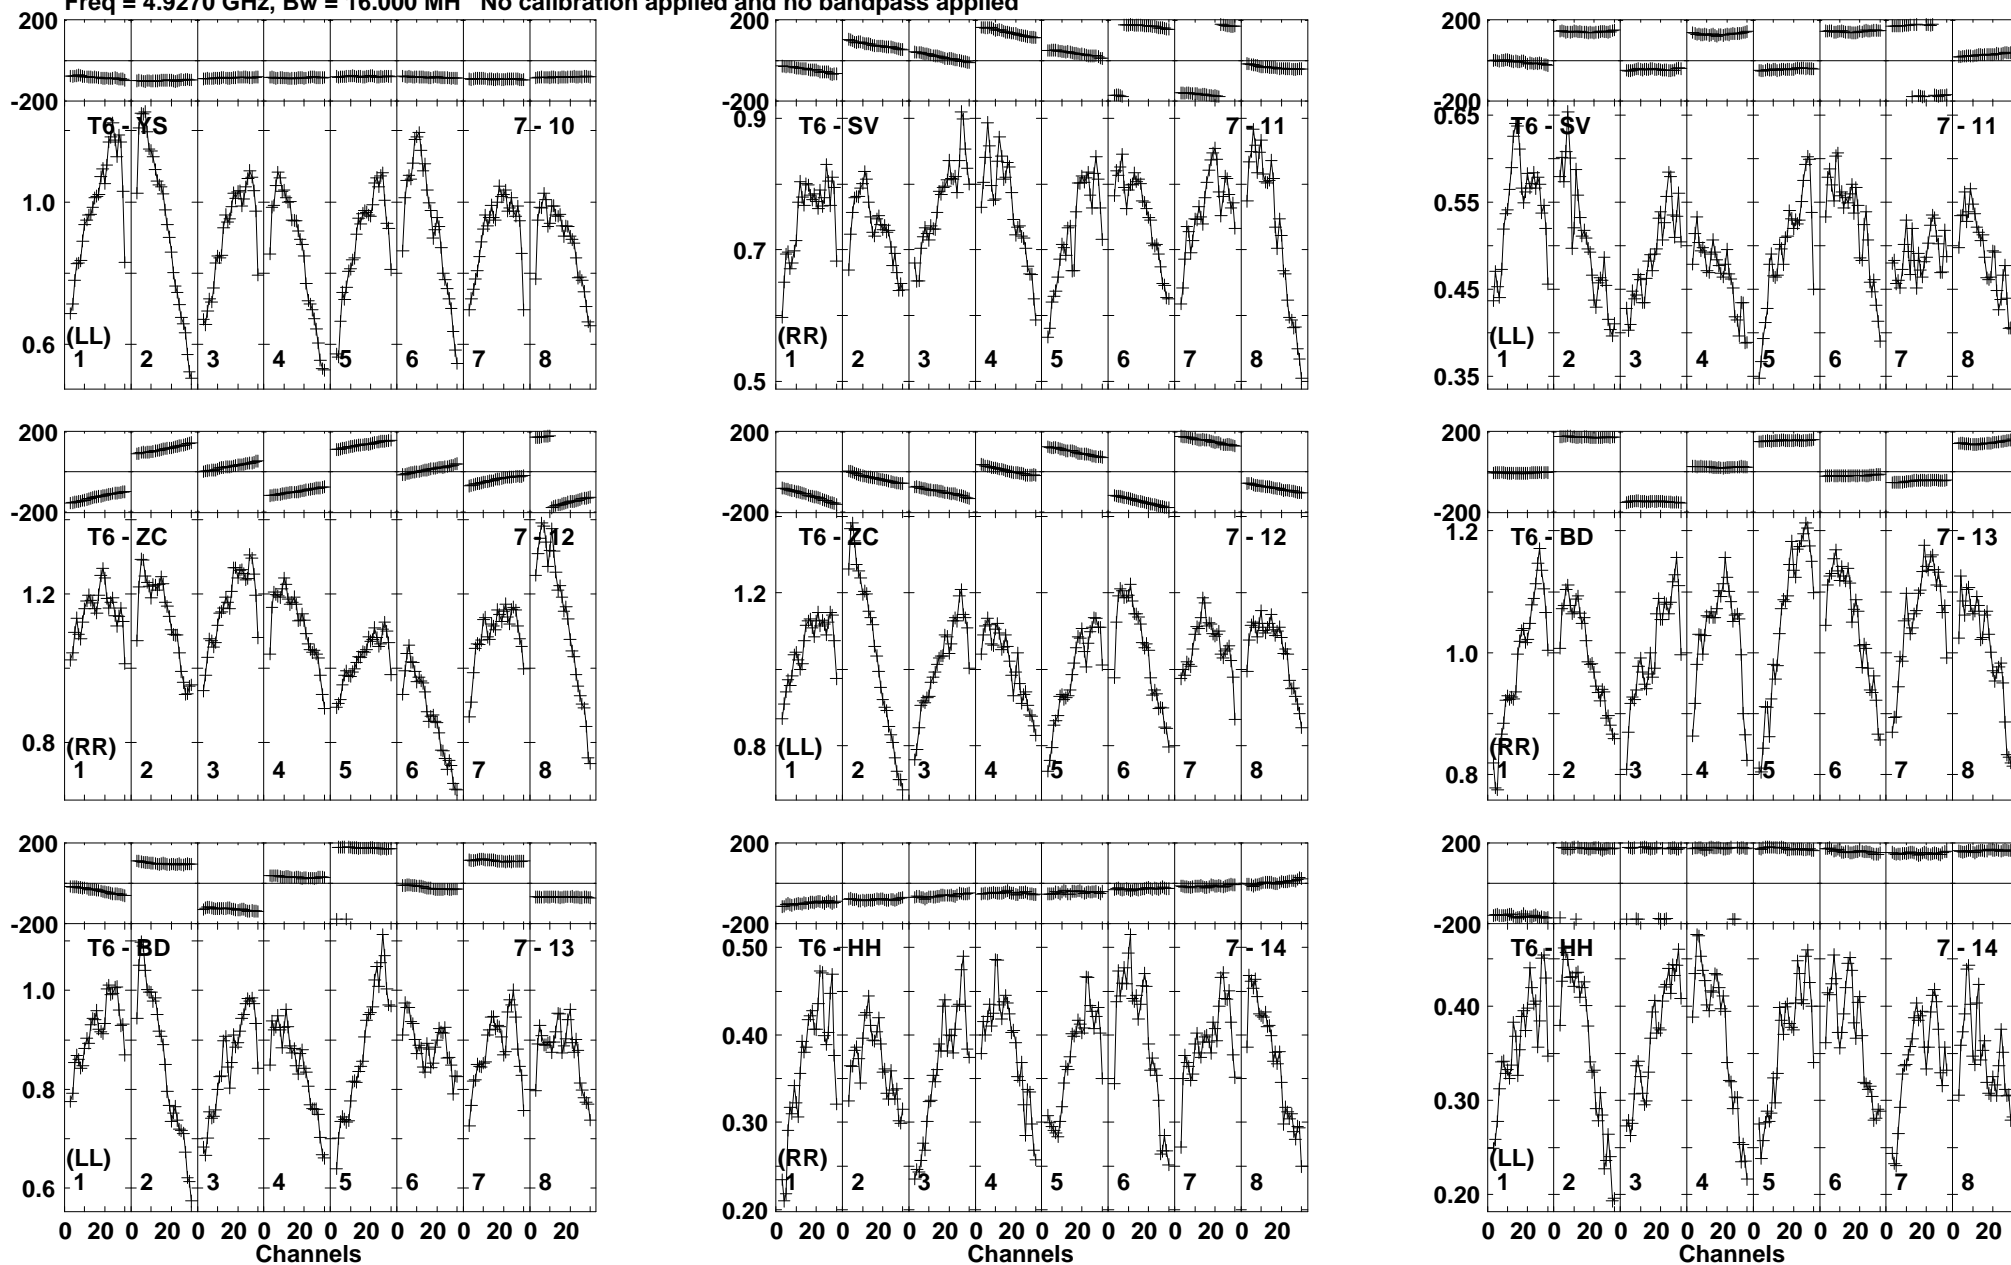 Freq = 4.9270 GHz, Bw = 16.000 MH No calibration applied and no bandpass applied
200
-200
T6 - YS 7 - 10
1.0
0.6
(LL)
1 2 3 4 5 6 7 8
200
-200
0.9
T6 - SV 7 - 11
0.7
0.5
(RR)
1 2 3 4 5 6 7 8
200
-200
0.65
T6 - SV 7 - 11
0.55
0.45
0.35
(LL)
1 2 3 4 5 6 7 8
200
-200
T6 - ZC 7 - 12
1.2
0.8
(RR)
1 2 3 4 5 6 7 8
200
-200
T6 - ZC 7 - 12
1.2
0.8
(LL)
1 2 3 4 5 6 7 8
200
-200
1.2
T6 - BD 7 - 13
1.0
0.8
(RR)
1 2 3 4 5 6 7 8
200
-200
T6 - BD 7 - 13
1.0
0.8
0.6
(LL)
1 2 3 4 5 6 7 8
0 20 0 20 0 20 0 20 0 20 0 20 0 20 0 20
Channels
200
-200
0.50
T6 - HH 7 - 14
0.40
0.30
0.20
(RR)
1 2 3 4 5 6 7 8
0 20 0 20 0 20 0 20 0 20 0 20 0 20 0 20
Channels
200
-200
T6 - HH 7 - 14
0.40
0.30
0.20
(LL)
1 2 3 4 5 6 7 8
0 20 0 20 0 20 0 20 0 20 0 20 0 20 0 20
Channels